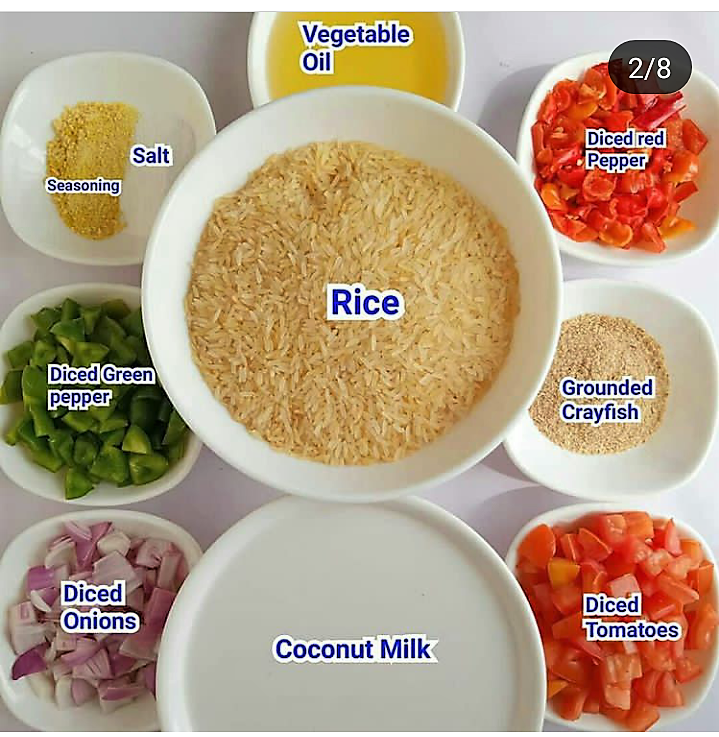 Vegetable
Oil
2/8
Salt
Seasoning
Diced red
Pepper
Rice
Diced Green
pepper
Grounded
Crayfish
Diced
Onions
Diced
Tomatoes
Coconut Milk